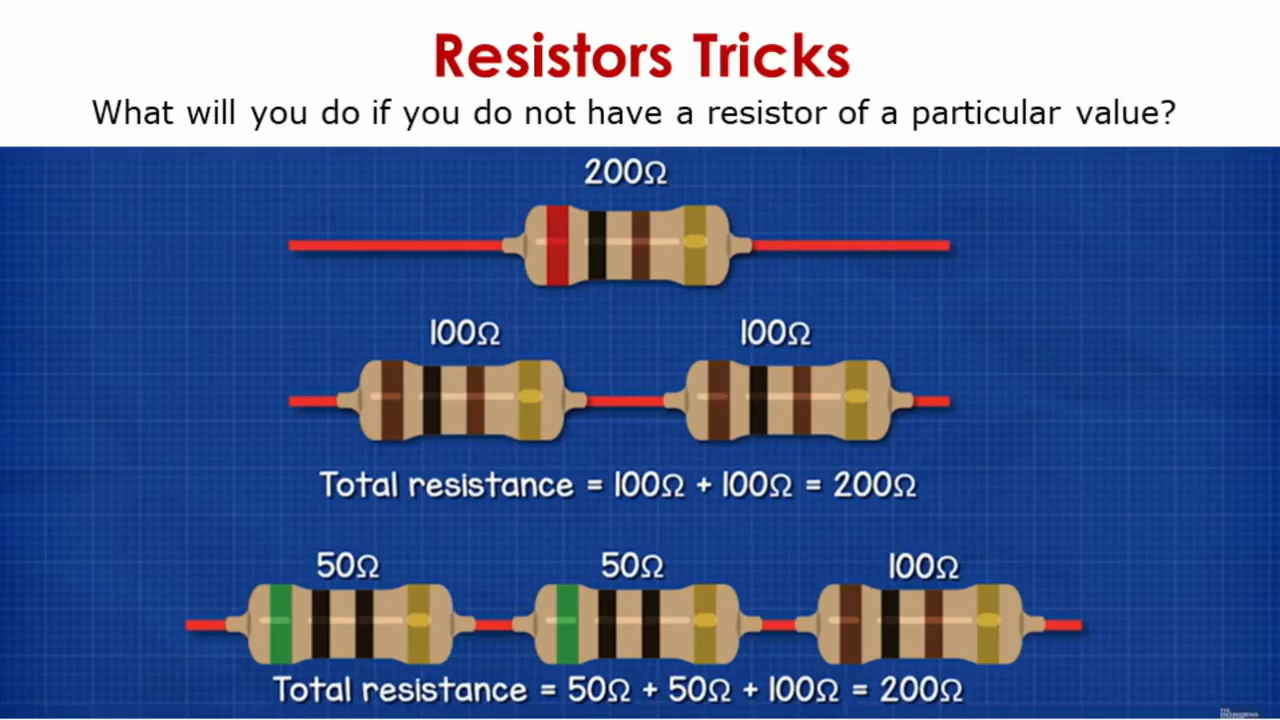 Resistors Tricks
What will you do if you do not have a resistor of a particular value?
200Ω
100Ω 100Ω
Total resistance = 100Ω + 100Ω = 200Ω
50Ω 50Ω 100Ω
Total resistance = 50Ω + 50Ω + 100Ω = 200Ω